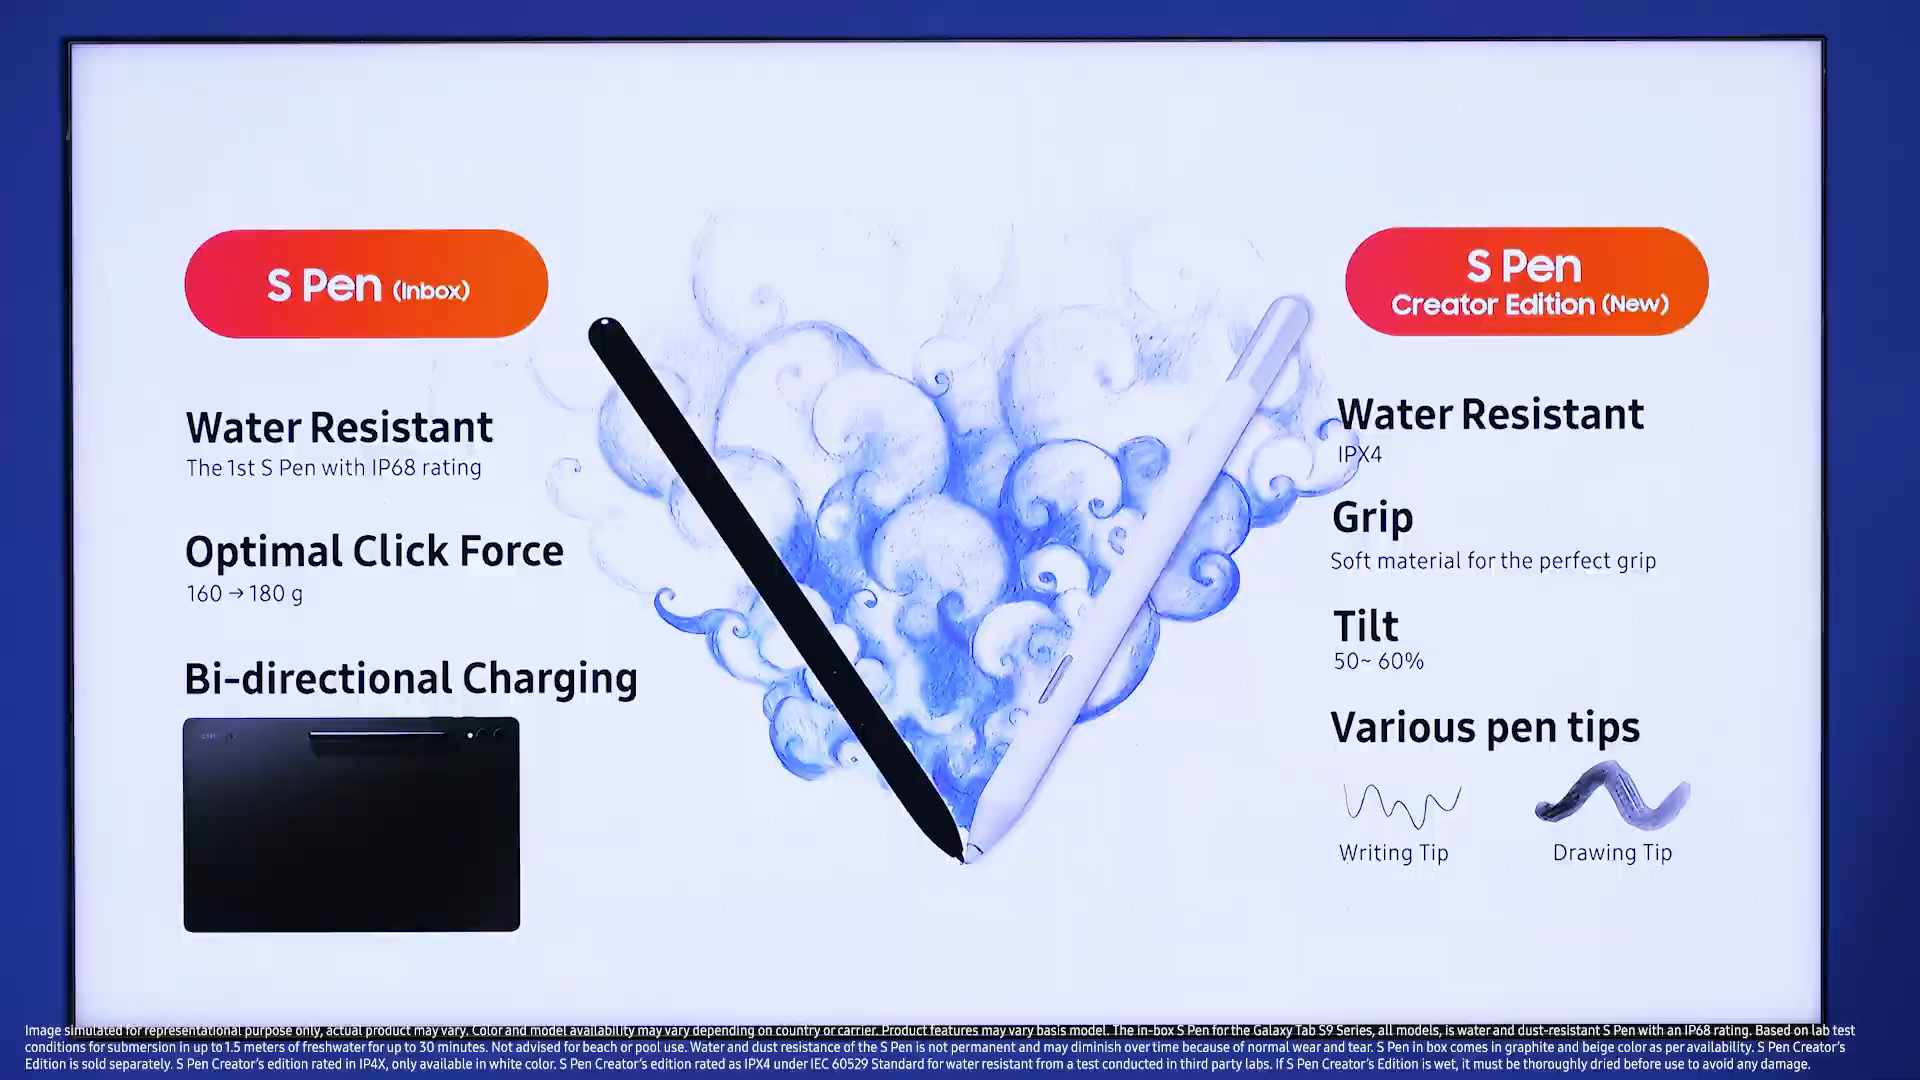 S Pen (Inbox)
Water Resistant
The 1st S Pen with IP68 rating
Optimal Click Force
160 → 180 g
Bi-directional Charging
S Pen
Creator Edition (New)
Water Resistant
IPX4
Grip
Soft material for the perfect grip
Tilt
50~ 60%
Various pen tips
Writing Tip
Drawing Tip
Image simulated for representational purpose only, actual product may vary. Color and model availability may vary depending on country or carrier. Product features may vary basis model. The in-box S Pen for the Galaxy Tab S9 Series, all models, is water and dust-resistant S Pen with an IP68 rating. Based on lab test
conditions for submersion in up to 1.5 meters of freshwater for up to 30 minutes. Not advised for beach or pool use. Water and dust resistance of the S Pen is not permanent and may diminish over time because of normal wear and tear. S Pen in box comes in graphite and beige color as per availability. S Pen Creator's
Edition is sold separately. S Pen Creator's edition rated in IP4X, only available in white color. S Pen Creator's edition rated as IPX4 under IEC 60529 Standard for water resistant from a test conducted in third party labs. If S Pen Creator's Edition is wet, it must be thoroughly dried before use to avoid any damage.